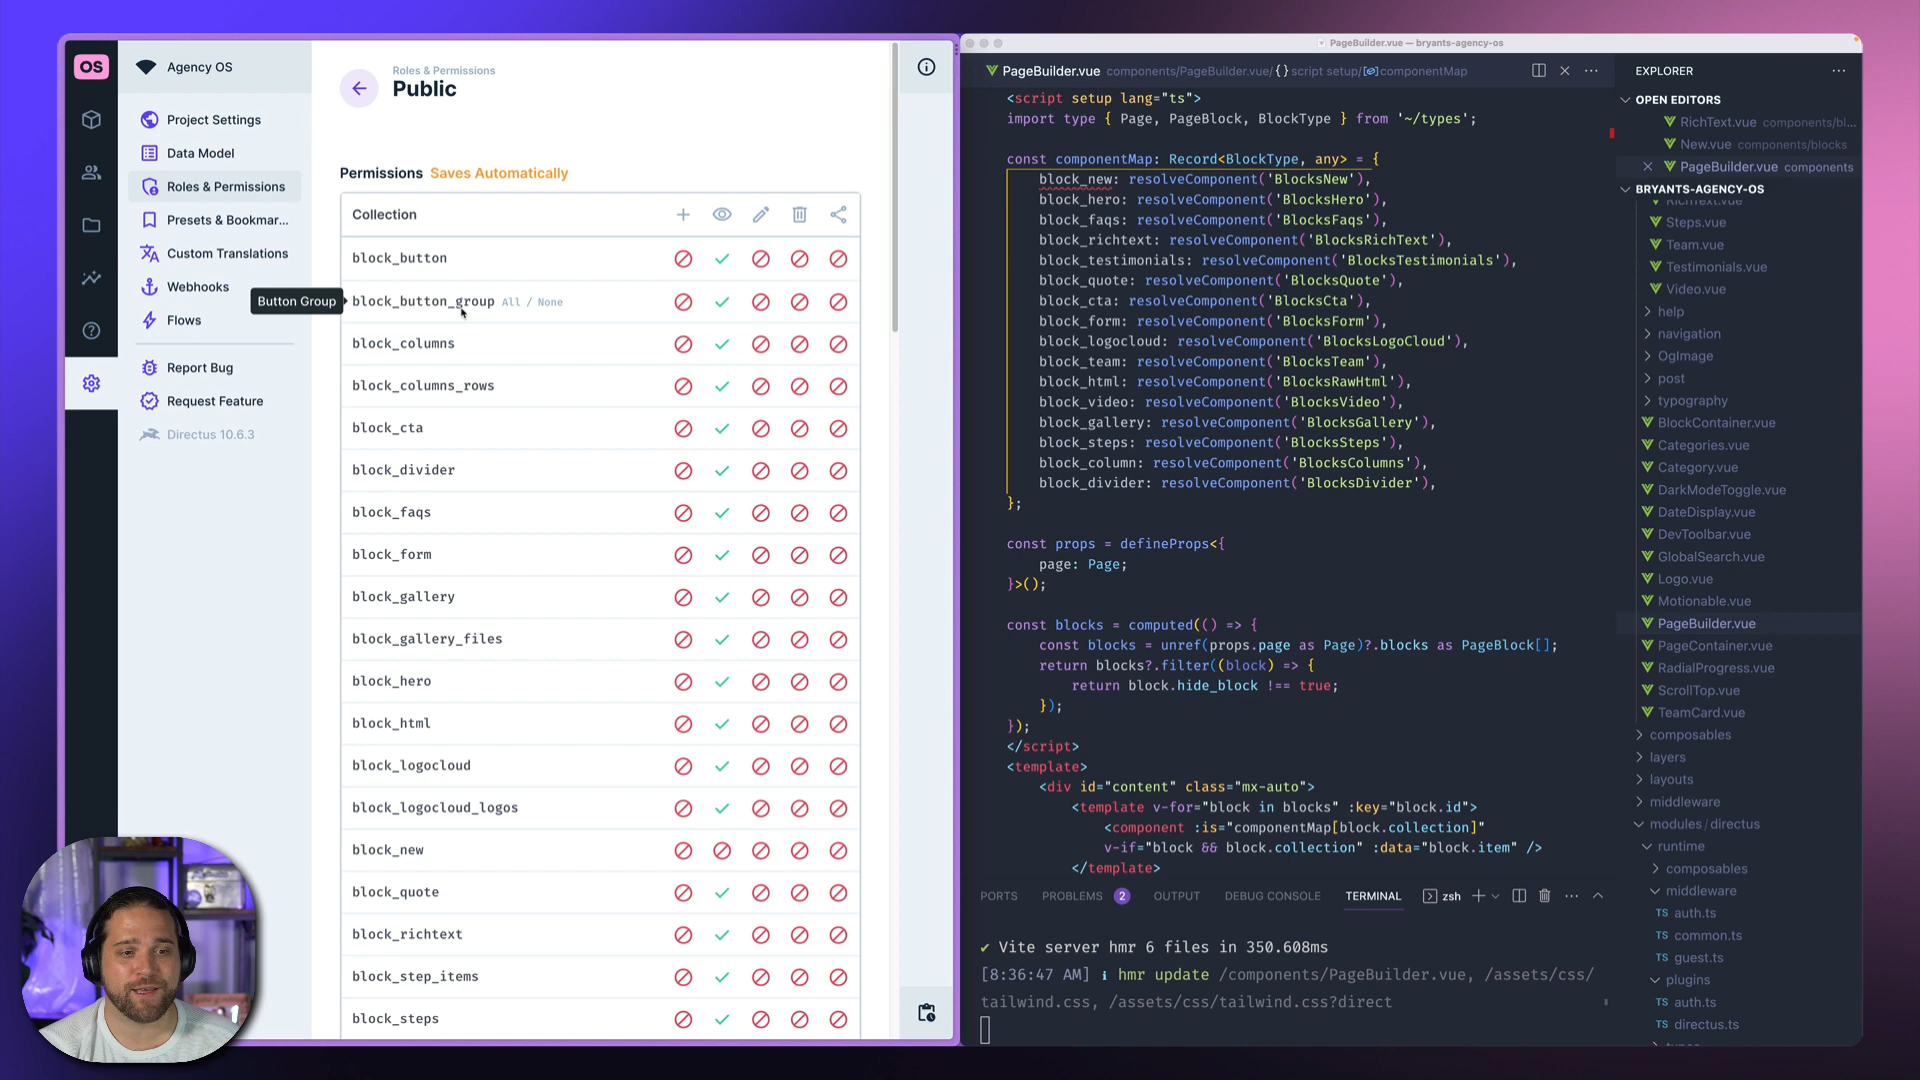 OS
Agency OS
Project Settings
Data Model
Roles & Permissions
Presets & Bookmar...
Custom Translations
Webhooks
Flows
Report Bug
Request Feature
Directus 10.6.3
Roles & Permissions
Public
Permissions Saves Automatically
Collection
block_button
Button Group
block_button_group All / None
block_columns
block_columns_rows
block_cta
block_divider
block_faqs
block_form
block_gallery
block_gallery_files
block_hero
block_html
block_logocloud
block_logocloud_logos
block_new
block_quote
block_richtext
block_step_items
block_steps
PageBuilder.vue — bryants-agency-os
PageBuilder.vue components/PageBuilder.vue/{} script setup/componentMap
<script setup lang="ts">
import type { Page, PageBlock, BlockType } from '~/types';
const componentMap: Record<BlockType, any> = {
block_new: resolveComponent('BlocksNew'),
block_hero: resolveComponent('BlocksHero'),
block_faqs: resolveComponent('BlocksFaqs'),
block_richtext: resolveComponent('BlocksRichText'),
block_testimonials: resolveComponent('BlocksTestimonials'),
block_quote: resolveComponent('BlocksQuote'),
block_cta: resolveComponent('BlocksCta'),
block_form: resolveComponent('BlocksForm'),
block_logocloud: resolveComponent('BlocksLogoCloud'),
block_team: resolveComponent('BlocksTeam'),
block_html: resolveComponent('BlocksRawHtml'),
block_video: resolveComponent('BlocksVideo'),
block_gallery: resolveComponent('BlocksGallery'),
block_steps: resolveComponent('BlocksSteps'),
block_column: resolveComponent('BlocksColumns'),
block_divider: resolveComponent('BlocksDivider'),
};
const props = defineProps<{
page: Page;
}>();
const blocks = computed(() => {
const blocks = unref(props.page as Page)?.blocks as PageBlock[];
return blocks?.filter((block) => {
return block.hide_block !== true;
});
});
</script>
<template>
<div id="content" class="mx-auto">
<template v-for="block in blocks" :key="block.id">
<component :is="componentMap[block.collection]"
v-if="block && block.collection" :data="block.item" />
</template>
PORTS PROBLEMS 2 OUTPUT DEBUG CONSOLE TERMINAL zsh
✔ Vite server hmr 6 files in 350.608ms
[8:36:47 AM] ℹ hmr update /components/PageBuilder.vue, /assets/css/
tailwind.css, /assets/css/tailwind.css?direct
EXPLORER
OPEN EDITORS
RichText.vue components/bl...
New.vue components/blocks
PageBuilder.vue components
BRYANTS-AGENCY-OS
RichText.vue
Steps.vue
Team.vue
Testimonials.vue
Video.vue
help
navigation
OgImage
post
typography
BlockContainer.vue
Categories.vue
Category.vue
DarkModeToggle.vue
DateDisplay.vue
DevToolbar.vue
GlobalSearch.vue
Logo.vue
Motionable.vue
PageBuilder.vue
PageContainer.vue
RadialProgress.vue
ScrollTop.vue
TeamCard.vue
composables
layers
layouts
middleware
modules/directus
runtime
composables
middleware
TS auth.ts
TS common.ts
TS guest.ts
plugins
TS auth.ts
TS directus.ts